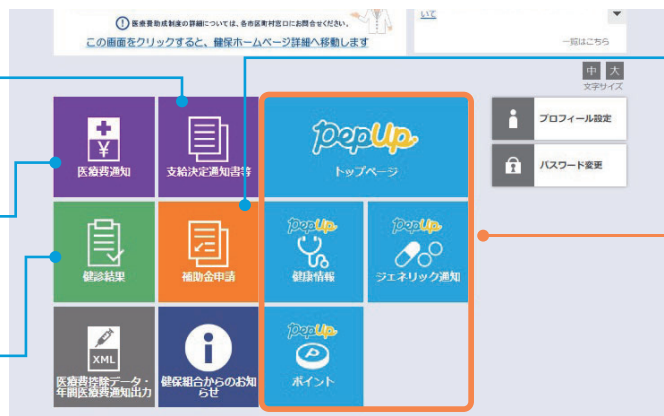 医療費助成制度の詳細については、各市区町村窓口にお問合せください。
この画面をクリックすると、健保ホームページ詳細へ移動します
いて
一覧はこちら
中 大
文字サイズ
医療費通知
支給決定通知書等
PepUp
トップページ
プロフィール設定
パスワード変更
健診結果
補助金申請
PepUp
健康情報
PepUp
ジェネリック通知
XML
医療費控除データ・
年間医療費通知出力
健保組合からのお知
らせ
PepUp
P
ポイント